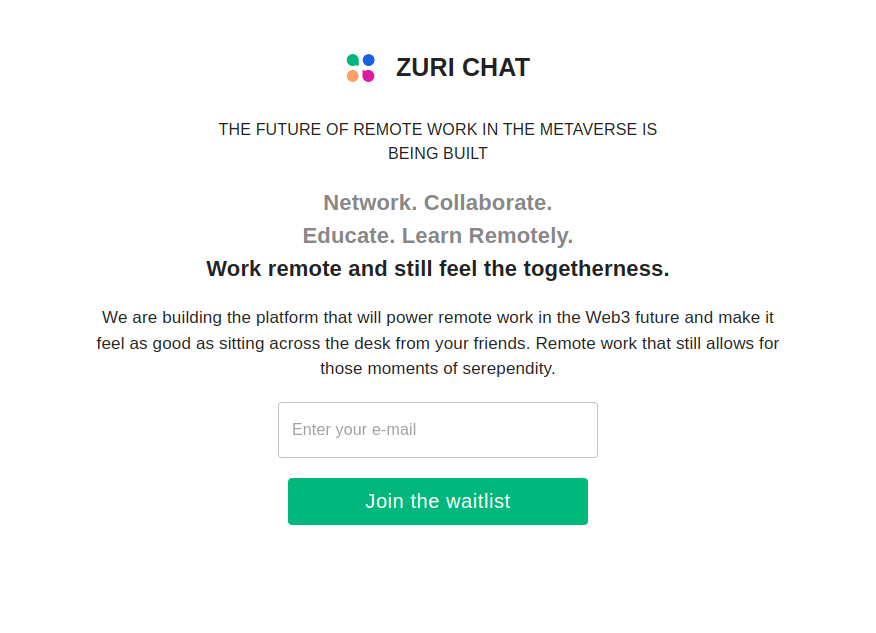 ZURI CHAT
THE FUTURE OF REMOTE WORK IN THE METAVERSE IS
BEING BUILT
Network. Collaborate.
Educate. Learn Remotely.
Work remote and still feel the togetherness.
We are building the platform that will power remote work in the Web3 future and make it
feel as good as sitting across the desk from your friends. Remote work that still allows for
those moments of serependity.
Enter your e-mail
Join the waitlist